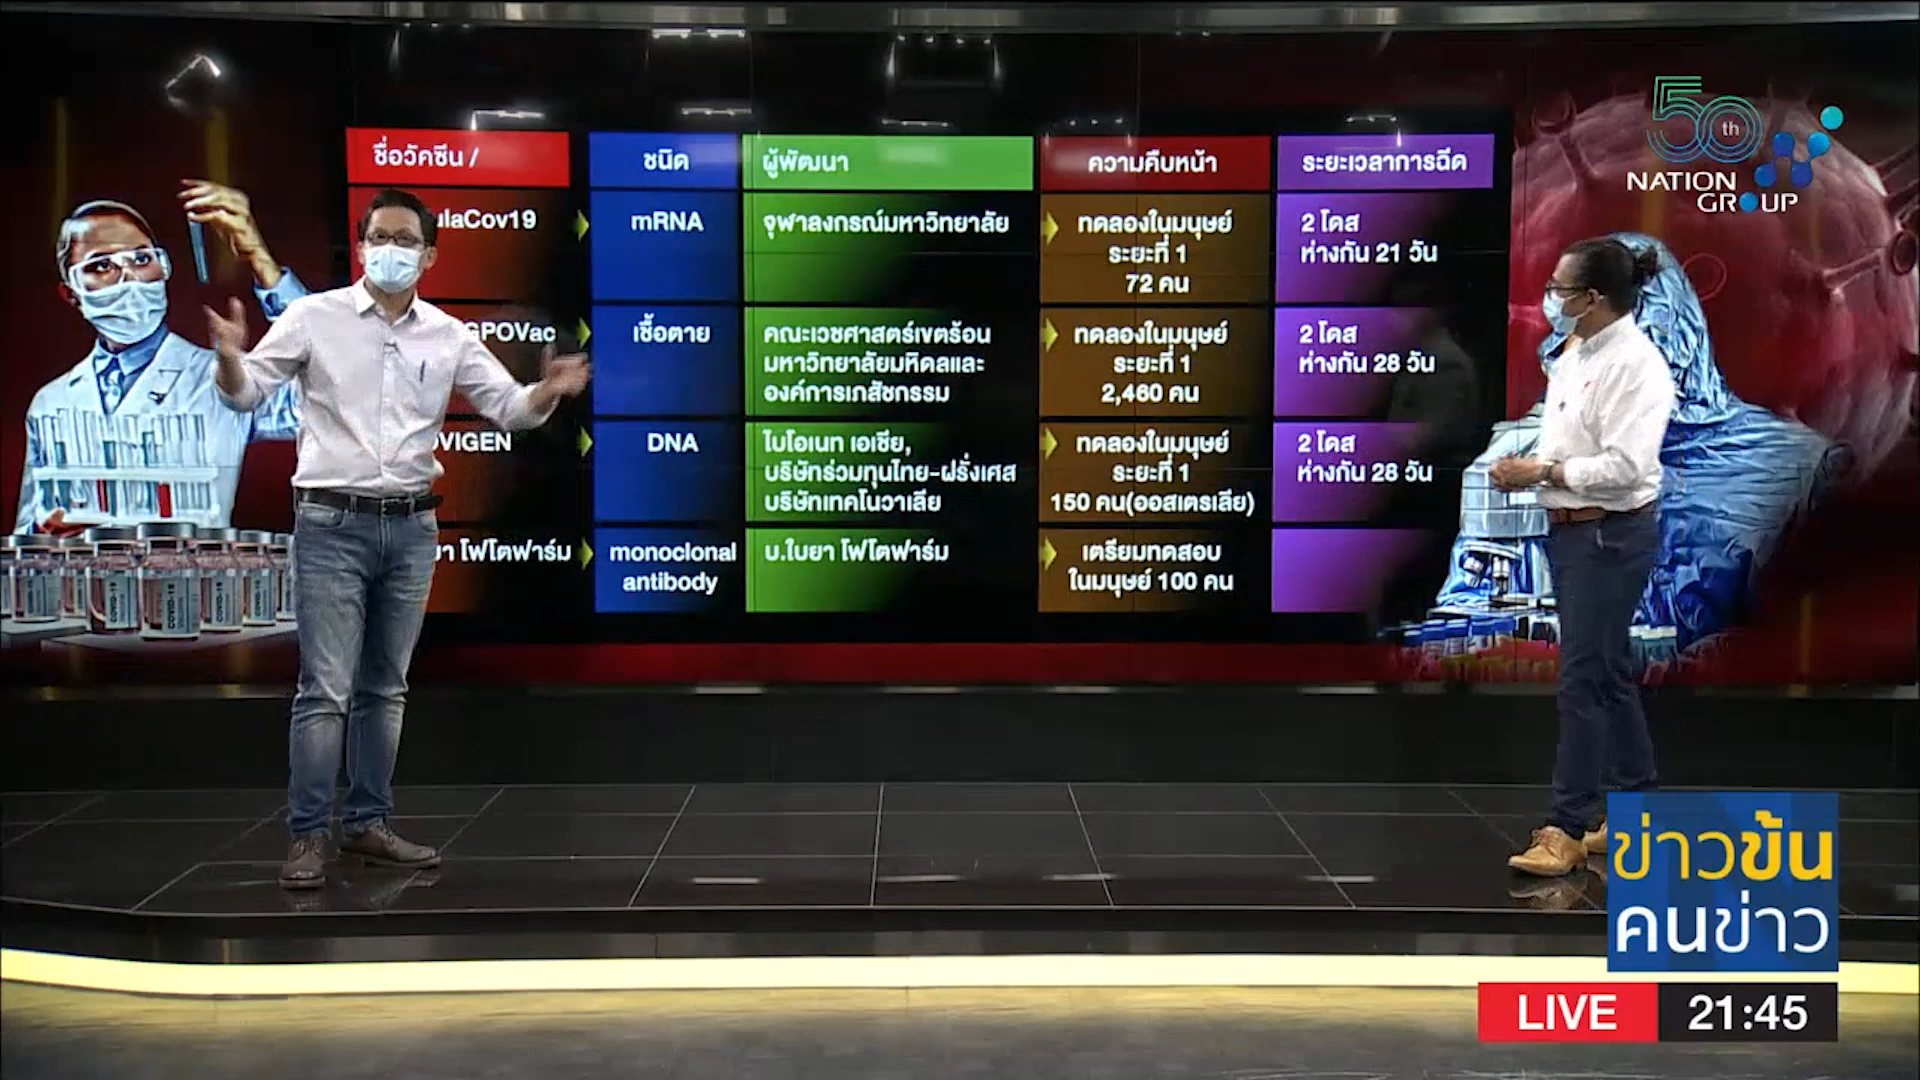 50th
NATION
GROUP
ชื่อวัคซีน /
ชนิด
ผู้พัฒนา
ความคืบหน้า
ระยะเวลาการฉีด
ulaCov19
mRNA
จุฬาลงกรณ์มหาวิทยาลัย
ทดลองในมนุษย์
ระยะที่ 1
72 คน
2 โดส
ห่างกัน 21 วัน
GPOVac
เชื้อตาย
คณะเวชศาสตร์เขตร้อน
มหาวิทยาลัยมหิดลและ
องค์การเภสัชกรรม
ทดลองในมนุษย์
ระยะที่ 1
2,460 คน
2 โดส
ห่างกัน 28 วัน
OVIGEN
DNA
ไบโอเนท เอเชีย,
บริษัทร่วมทุนไทย-ฝรั่งเศส
บริษัทเทคโนวาเลีย
ทดลองในมนุษย์
ระยะที่ 1
150 คน(ออสเตรเลีย)
2 โดส
ห่างกัน 28 วัน
ยา โฟโตฟาร์ม
monoclonal
antibody
บ.ใบยา โฟโตฟาร์ม
เตรียมทดสอบ
ในมนุษย์ 100 คน
COVID-19
COVID-19
ข่าวข้น
คนข่าว
LIVE 21:45